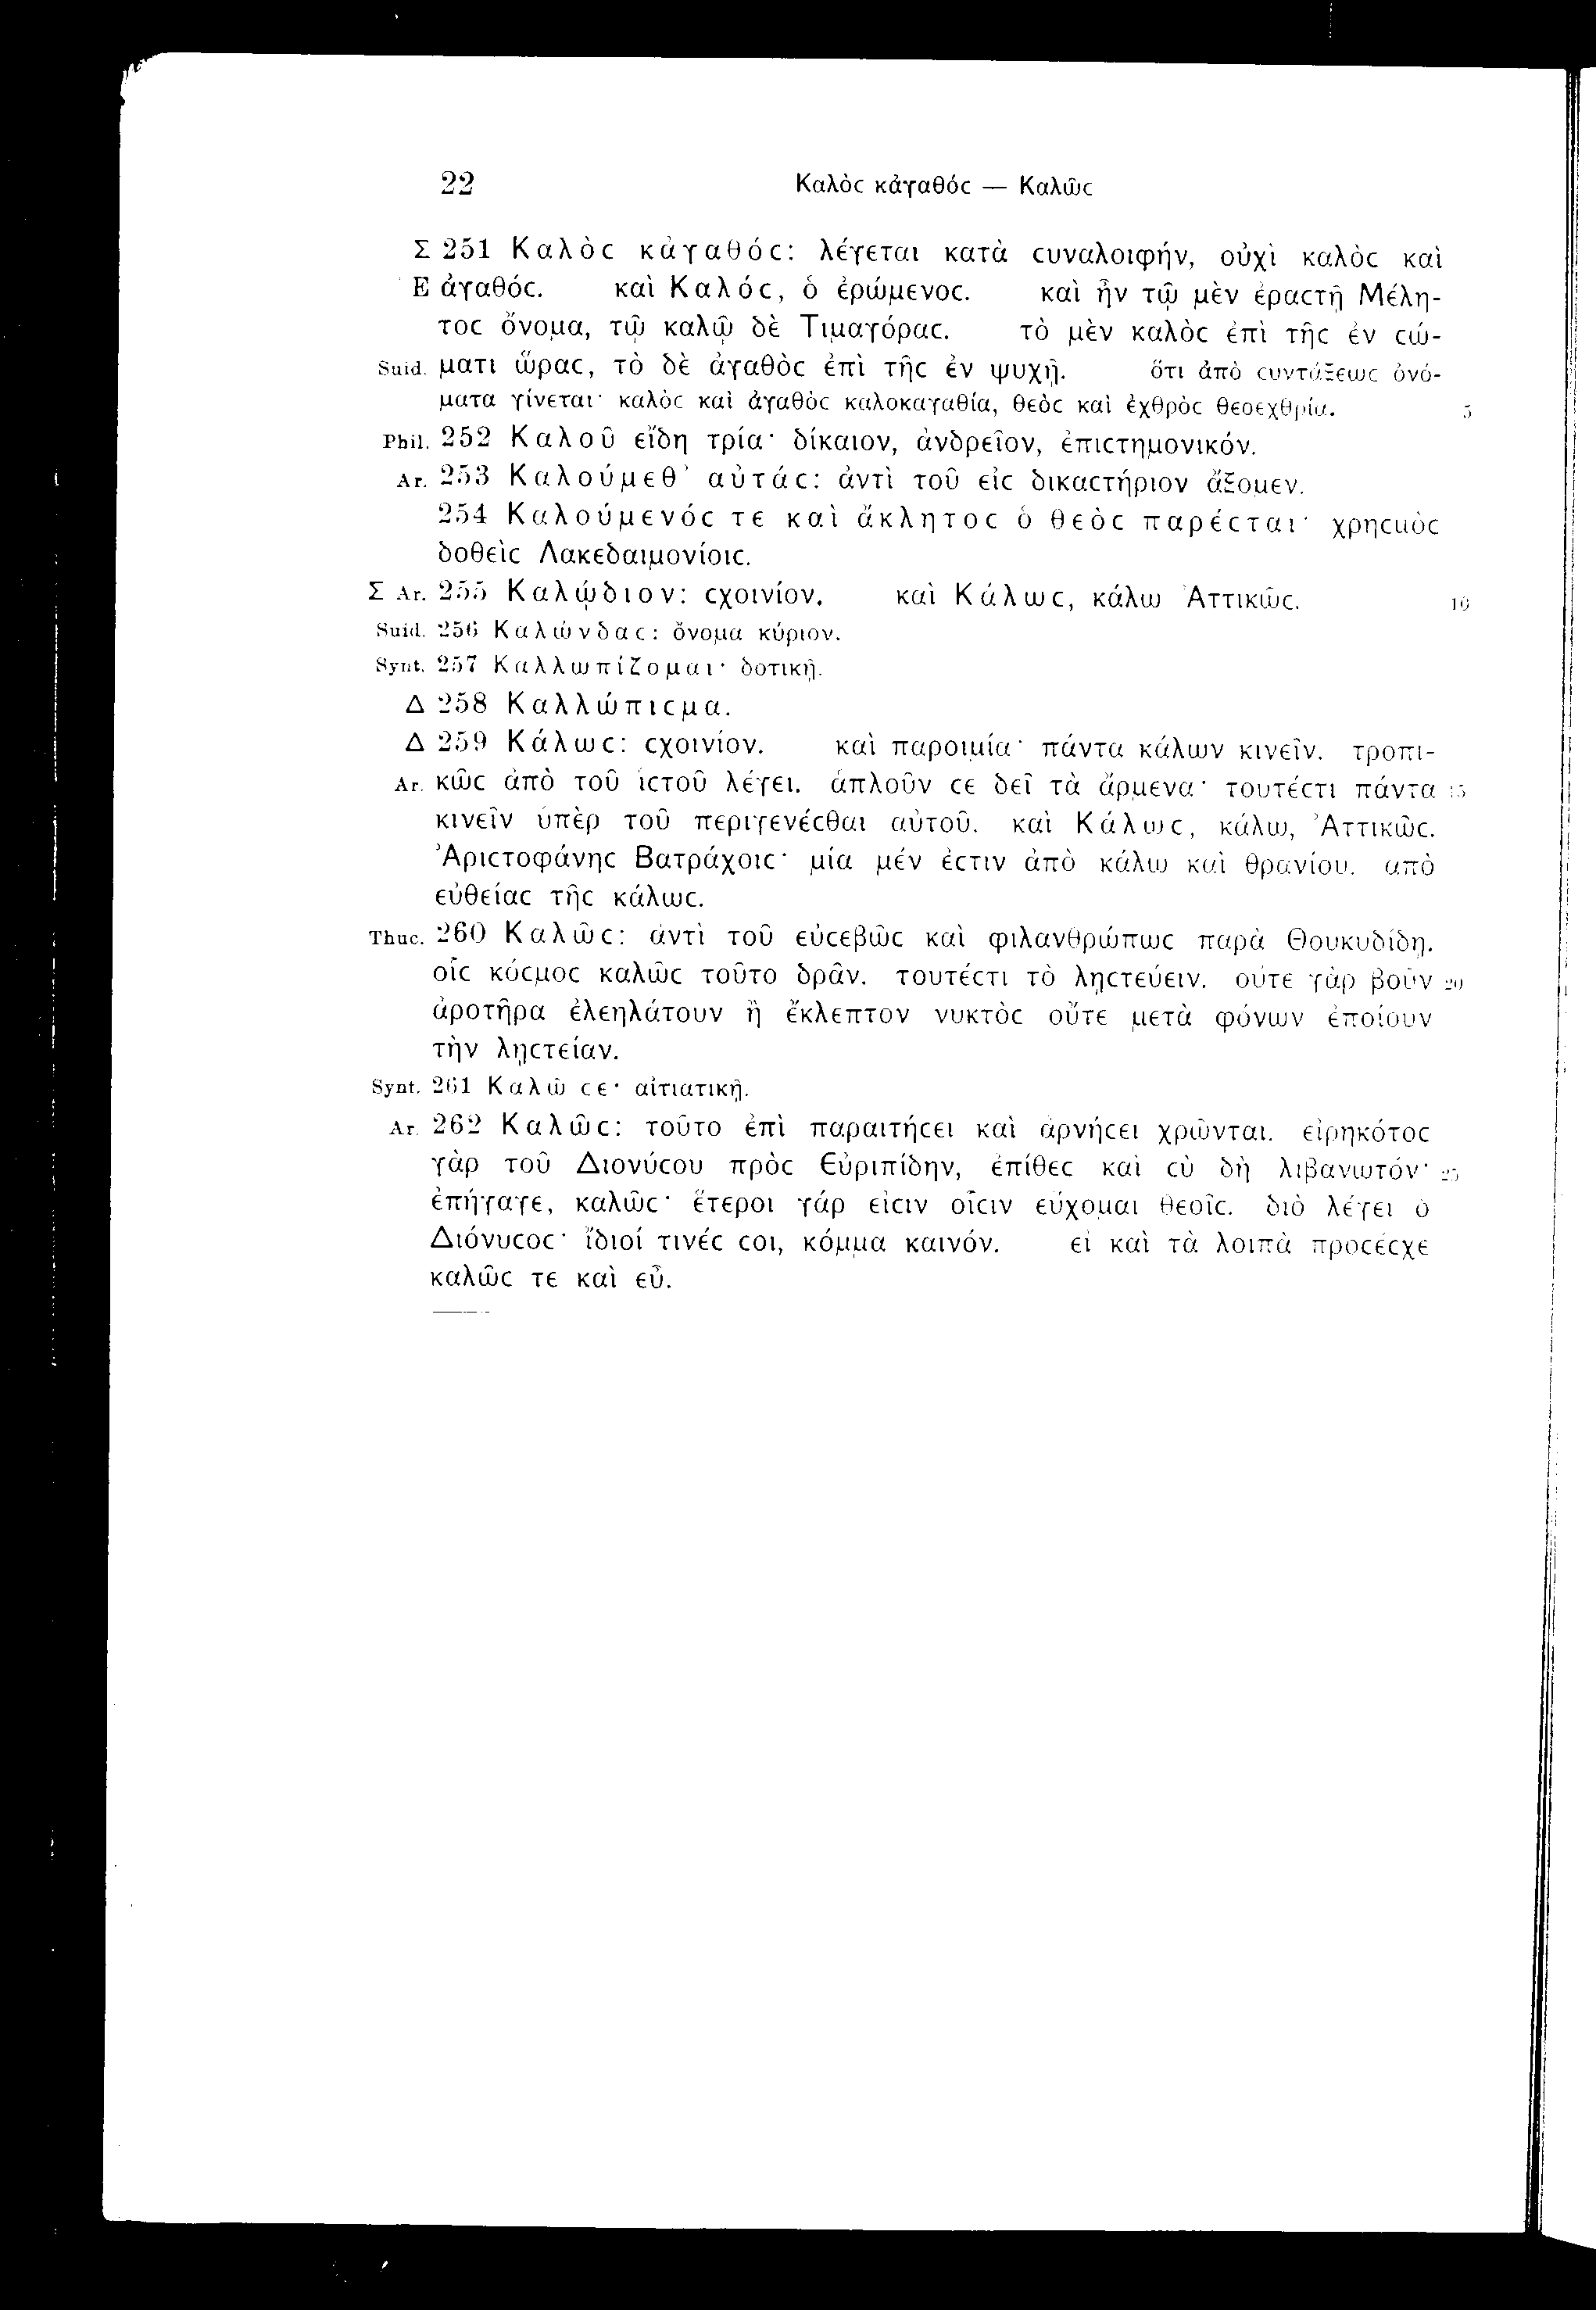 22 Καλὸϲ κἀγαθόϲ — Καλῶϲ
Σ 251 Καλὸϲ κἀγαθόϲ: λέγεται κατὰ ϲυναλοιφήν, οὐχὶ καλὸϲ καὶ
E ἀγαθόϲ. καὶ Καλόϲ, ὁ ἐρώμενοϲ. καὶ ἦν τῷ μὲν ἐραϲτῇ Μέλη-
τοϲ ὄνομα, τῷ καλῷ δὲ Τιμαγόραϲ. τὸ μὲν καλὸϲ ἐπὶ τῆϲ ἐν ϲώ-
Suid. ματι ὥραϲ, τὸ δὲ ἀγαθὸϲ ἐπὶ τῆϲ ἐν ψυχῇ. ὅτι ἀπὸ ϲυντάξεωϲ ὀνό-
ματα γίνεται· καλὸϲ καὶ ἀγαθὸϲ καλοκαγαθία, θεὸϲ καὶ ἐχθρὸϲ θεοεχθρία. 5
Phil. 252 Καλοῦ εἴδη τρία· δίκαιον, ἀνδρεῖον, ἐπιϲτημονικόν.
Ar. 253 Καλούμεθ’ αὐτάϲ: ἀντὶ τοῦ εἰϲ δικαϲτήριον ἄξομεν.
254 Καλούμενόϲ τε καὶ ἄκλητοϲ ὁ θεὸϲ παρέϲται· χρηϲμὸϲ
δοθεὶϲ Λακεδαιμονίοιϲ.
Σ Ar. 255 Καλῴδιον: ϲχοινίον. καὶ Κάλωϲ, κάλω Ἀττικῶϲ. 10
Suid. 256 Καλώνδαϲ: ὄνομα κύριον.
Synt. 257 Καλλωπίζομαι· δοτικῇ.
Δ 258 Καλλώπιϲμα.
Δ 259 Κάλωϲ: ϲχοινίον. καὶ παροιμία· πάντα κάλων κινεῖν. τροπι-
Ar. κῶϲ ἀπὸ τοῦ ἱϲτοῦ λέγει. ἁπλοῦν ϲε δεῖ τὰ ἄρμενα· τουτέϲτι πάντα 15
κινεῖν ὑπὲρ τοῦ περιγενέϲθαι αὐτοῦ. καὶ Κάλωϲ, κάλω, Ἀττικῶϲ.
Ἀριϲτοφάνηϲ Βατράχοιϲ· μία μέν ἐϲτιν ἀπὸ κάλω καὶ θρανίου. ἀπὸ
εὐθείαϲ τῆϲ κάλωϲ.
Thuc. 260 Καλῶϲ: ἀντὶ τοῦ εὐϲεβῶϲ καὶ φιλανθρώπωϲ παρὰ Θουκυδίδῃ.
οἷϲ κόϲμοϲ καλῶϲ τοῦτο δρᾶν. τουτέϲτι τὸ λῃϲτεύειν. οὔτε γὰρ βοῦν 20
ἀροτῆρα ἐλεηλάτουν ἢ ἔκλεπτον νυκτὸϲ οὔτε μετὰ φόνων ἐποίουν
τὴν λῃϲτείαν.
Synt. 261 Καλῶ ϲε· αἰτιατικῇ.
Ar. 262 Καλῶϲ: τοῦτο ἐπὶ παραιτήϲει καὶ ἀρνήϲει χρῶνται. εἰρηκότοϲ
γὰρ τοῦ Διονύϲου πρὸϲ Εὐριπίδην, ἐπίθεϲ καὶ ϲὺ δὴ λιβανωτόν· 25
ἐπήγαγε, καλῶϲ· ἕτεροι γάρ εἰϲιν οἷϲιν εὔχομαι θεοῖϲ. διὸ λέγει ὁ
Διόνυϲοϲ· ἴδιοί τινέϲ ϲοι, κόμμα καινόν. εἰ καὶ τὰ λοιπὰ προϲέϲχε
καλῶϲ τε καὶ εὖ.